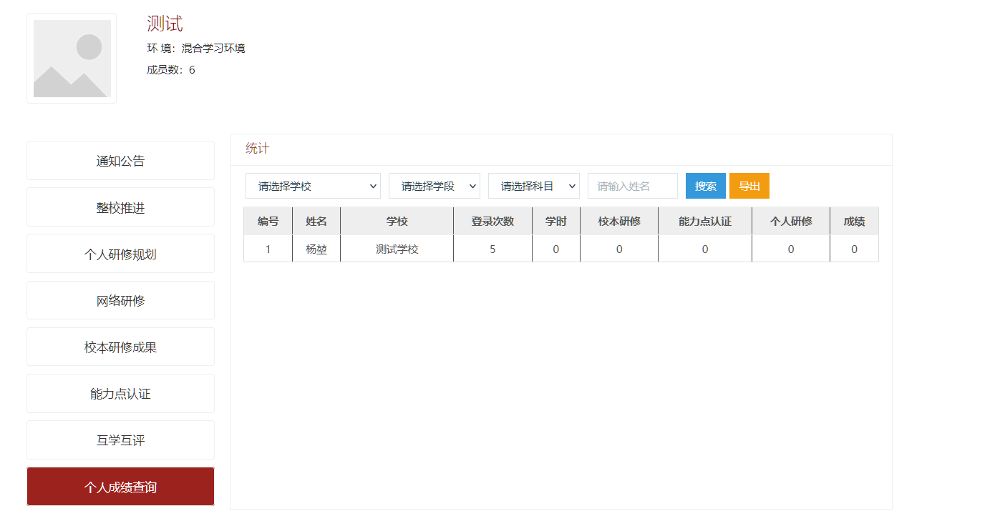 测试
环 境：混合学习环境
成员数：6
通知公告
整校推进
个人研修规划
网络研修
校本研修成果
能力点认证
互学互评
个人成绩查询
统计
请选择学校 请选择学段 请选择科目 请输入姓名 搜索 导出
编号 姓名 学校 登录次数 学时 校本研修 能力点认证 个人研修 成绩
1 杨堃 测试学校 5 0 0 0 0 0